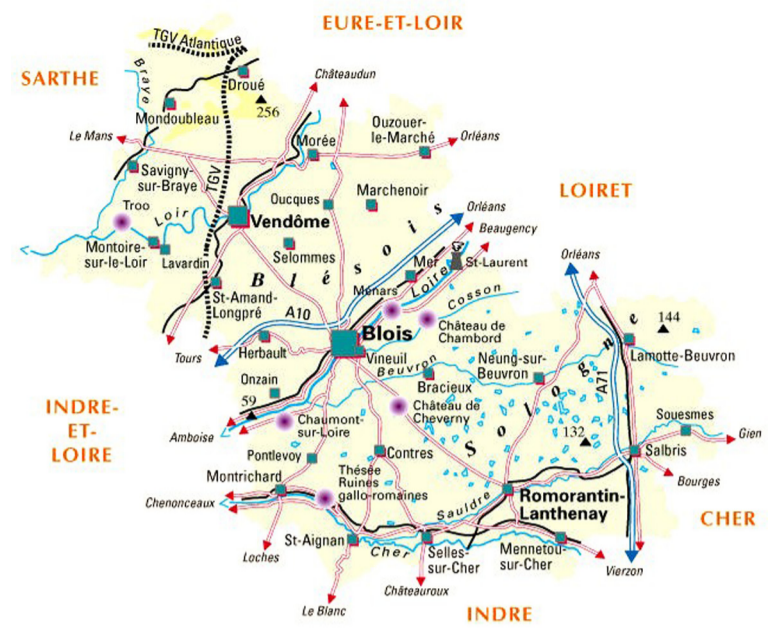 EURE-ET-LOIR
TGV Atlantique
SARTHE
Braye
Droué
Châteaudun
256
Mondoubleau
Ouzouer-
le-Marché
Le Mans
Morée
Orléans
Savigny-
sur-Braye
TGV
Troo
Loir
Oucques
Marchenoir
LOIRET
Vendôme
Orléans
Beaugency
Montoire-
sur-le-Loir
Lavardin
Selommes
Blésois
Mer
Loire
St-Laurent
Orléans
St-Amand-
Longpré
Ménars
Cosson
A10
Blois
Château de
Chambord
144
Tours
Herbault
Vineuil
Beuvron
Neung-sur-
Beuvron
Lamotte-Beuvron
Onzain
Bracieux
A71
59
Château de
Cheverny
Sologne
Souesmes
INDRE-
ET-
LOIRE
Amboise
Chaumont-
sur-Loire
132
Gien
Pontlevoy
Contres
Salbris
Montrichard
Thésée
Ruines
gallo-romaines
Bourges
Chenonceaux
Sauldre
Romorantin-
Lanthenay
CHER
St-Aignan
Cher
Selles-
sur-Cher
Mennetou-
sur-Cher
Loches
Vierzon
Châteauroux
Le Blanc
INDRE